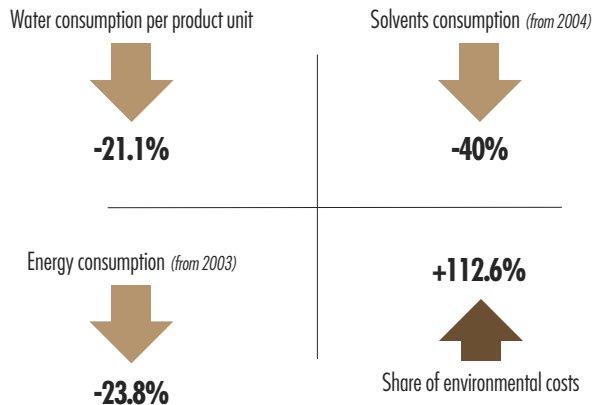 Water consumption per product unit
-21.1%
Solvents consumption (from 2004)
-40%
Energy consumption (from 2003)
-23.8%
+112.6%
Share of environmental costs